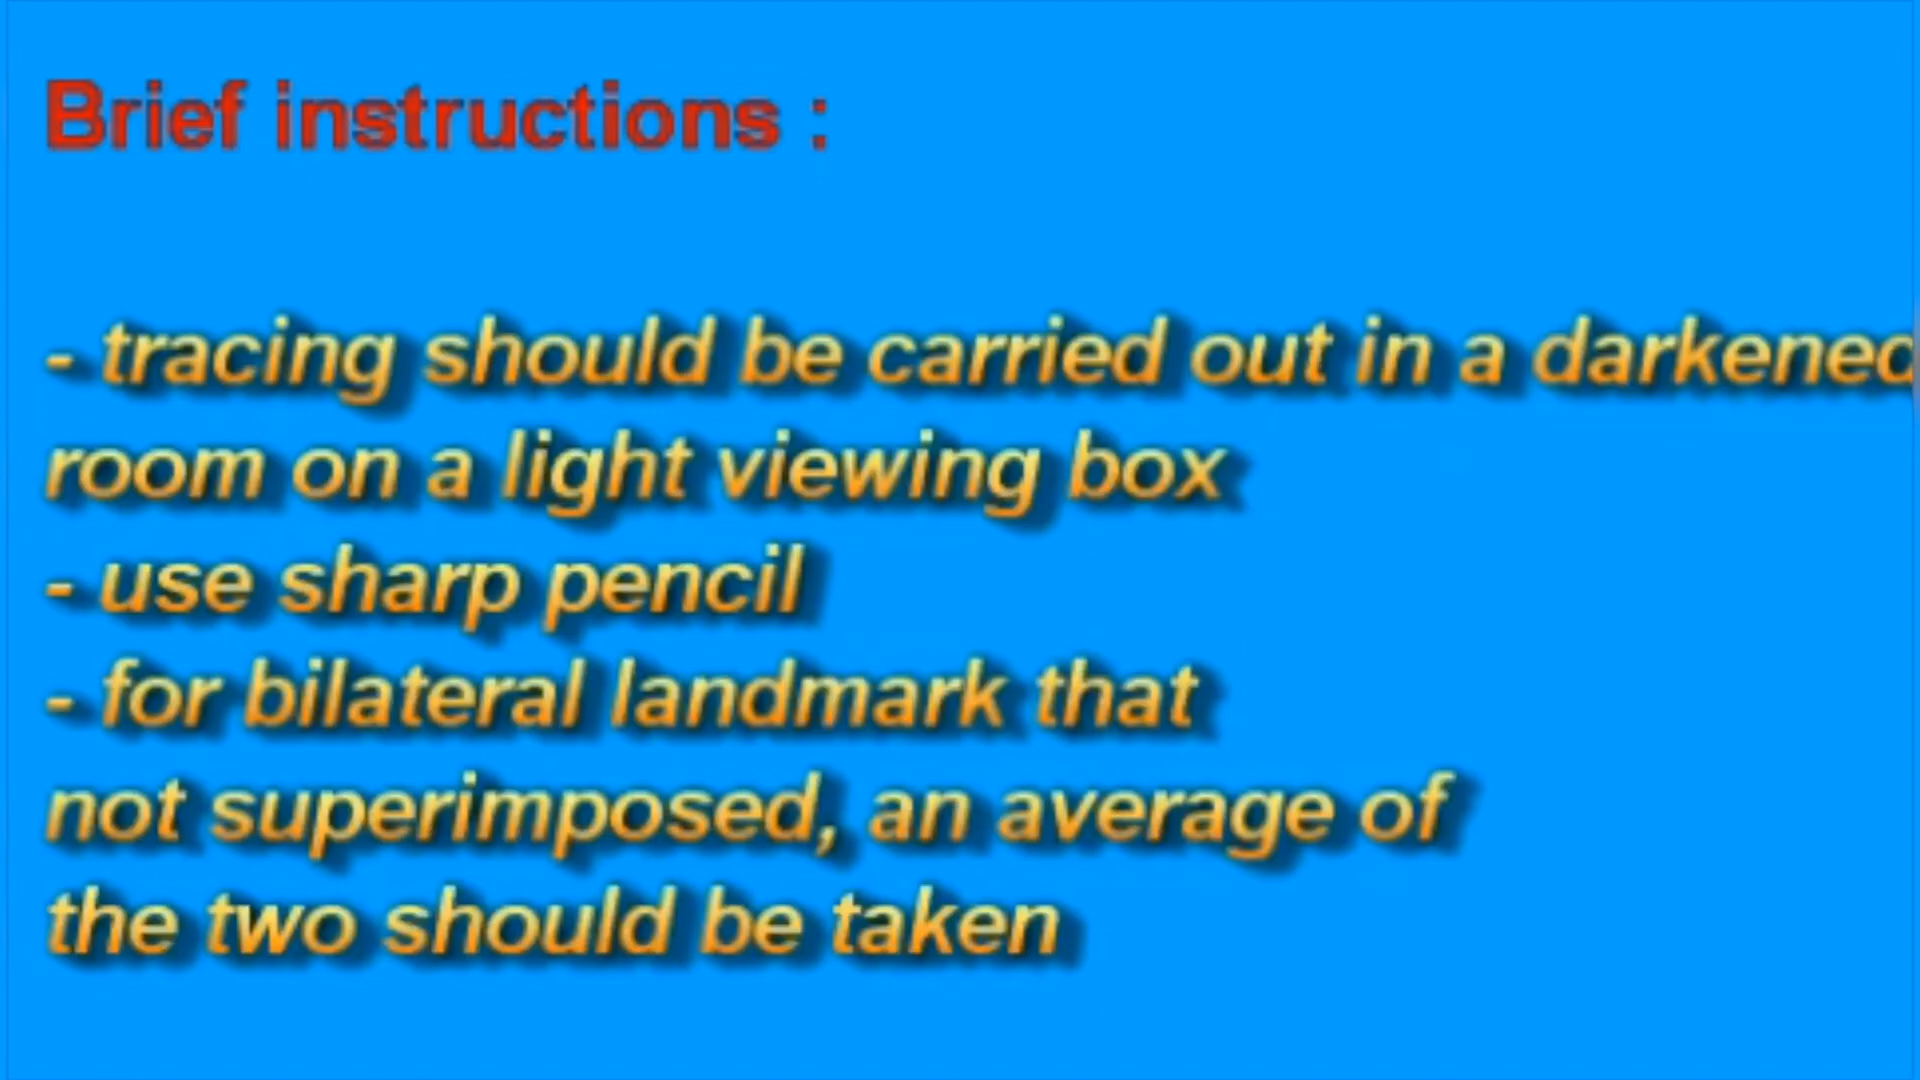 Brief instructions :
- tracing should be carried out in a darkened
room on a light viewing box
- use sharp pencil
- for bilateral landmark that
not superimposed, an average of
the two should be taken